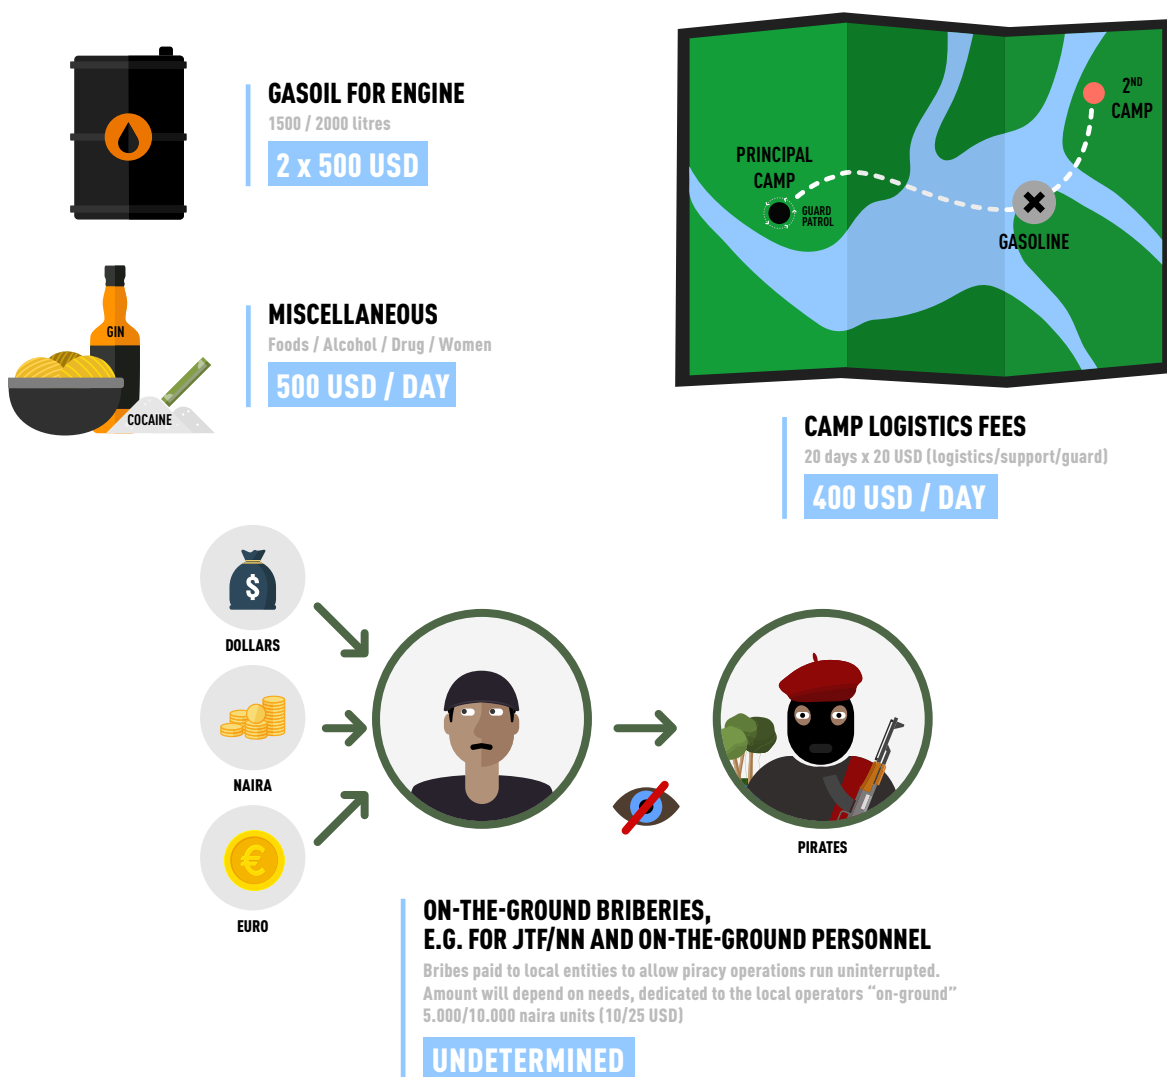 GASOIL FOR ENGINE
1500 / 2000 litres
2 x 500 USD
2ND
CAMP
PRINCIPAL
CAMP
GUARD
PATROL
GASOLINE
GIN
COCAINE
MISCELLANEOUS
Foods / Alcohol / Drug / Women
500 USD / DAY
CAMP LOGISTICS FEES
20 days x 20 USD (logistics/support/guard)
400 USD / DAY
$
DOLLARS
NAIRA
€
EURO
PIRATES
ON-THE-GROUND BRIBERIES,
E.G. FOR JTF/NN AND ON-THE-GROUND PERSONNEL
Bribes paid to local entities to allow piracy operations run uninterrupted.
Amount will depend on needs, dedicated to the local operators “on-ground”
5.000/10.000 naira units (10/25 USD)
UNDETERMINED